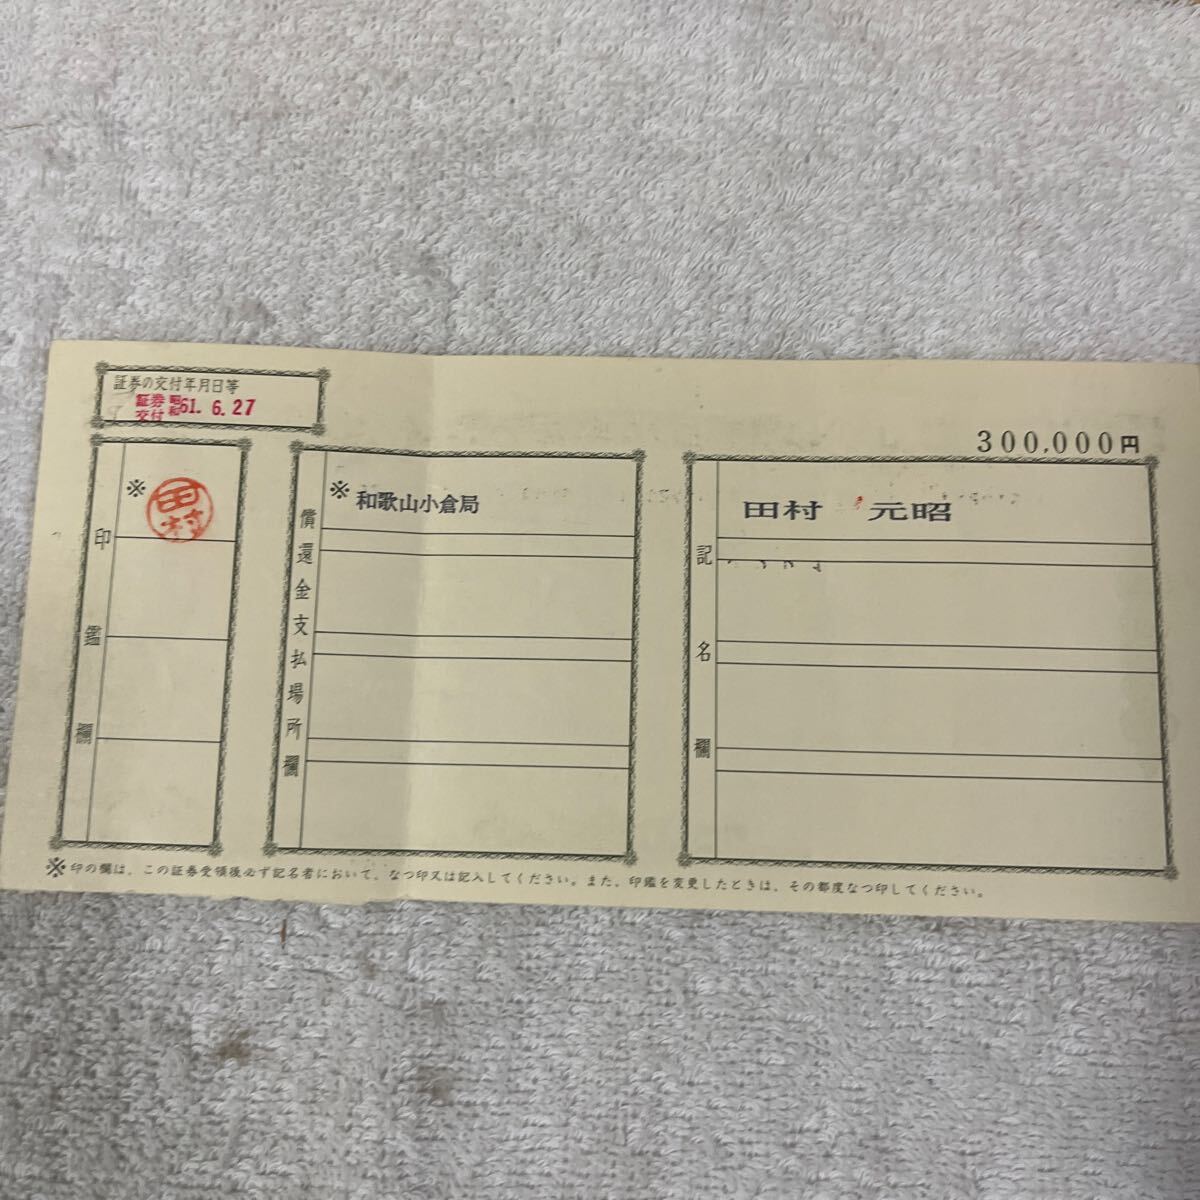 証券の交付年月日等
証券交付 昭和61. 6. 27
300,000円
記名欄
田村 元昭
償還金支払場所欄
※ 和歌山小倉局
印鑑欄
※
田村
※印の欄は、この証券受領後必ず記名者において、なつ印又は記入してください。また、印鑑を変更したときは、その都度なつ印してください。